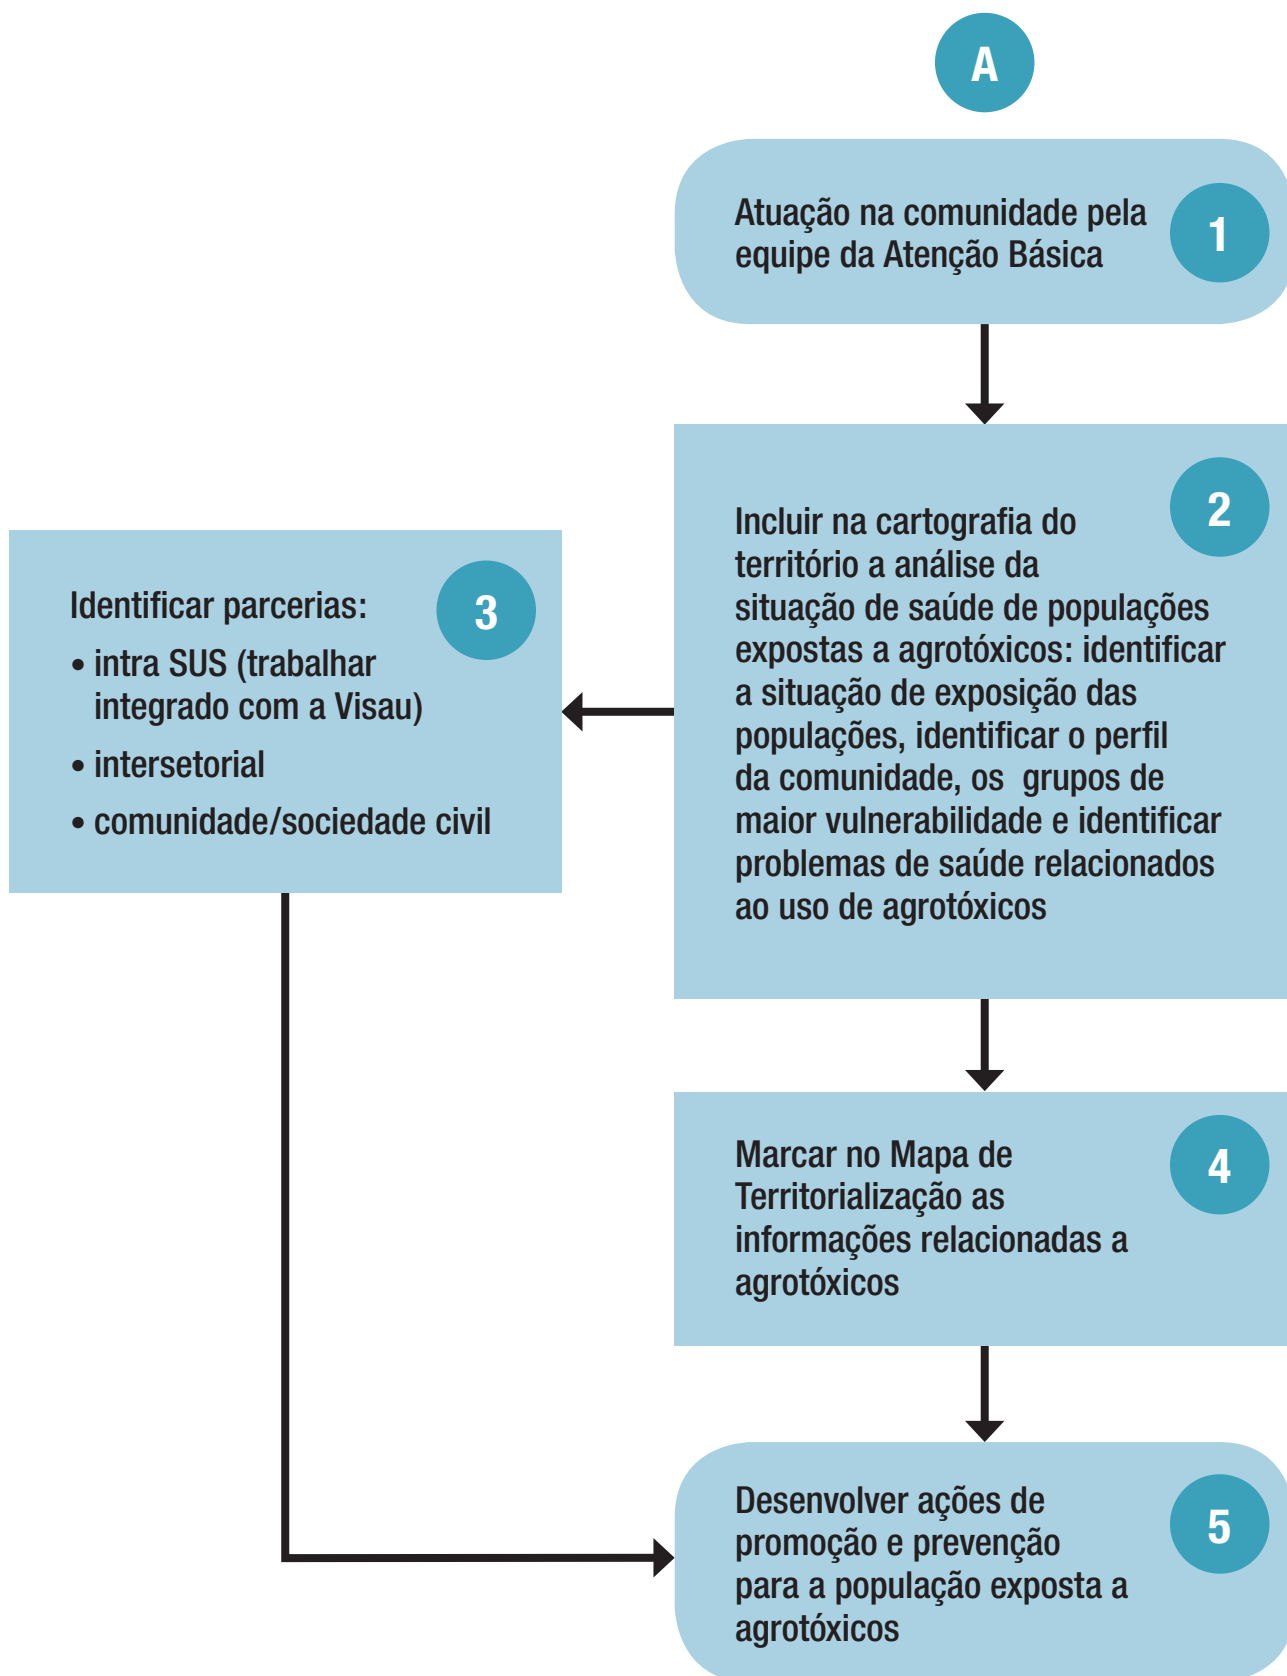 A
Atuação na comunidade pela
equipe da Atenção Básica
1
Incluir na cartografia do
território a análise da
situação de saúde de populações
expostas a agrotóxicos: identificar
a situação de exposição das
populações, identificar o perfil
da comunidade, os grupos de
maior vulnerabilidade e identificar
problemas de saúde relacionados
ao uso de agrotóxicos
2
Identificar parcerias:
• intra SUS (trabalhar
integrado com a Visau)
• intersetorial
• comunidade/sociedade civil
3
Marcar no Mapa de
Territorialização as
informações relacionadas a
agrotóxicos
4
Desenvolver ações de
promoção e prevenção
para a população exposta a
agrotóxicos
5